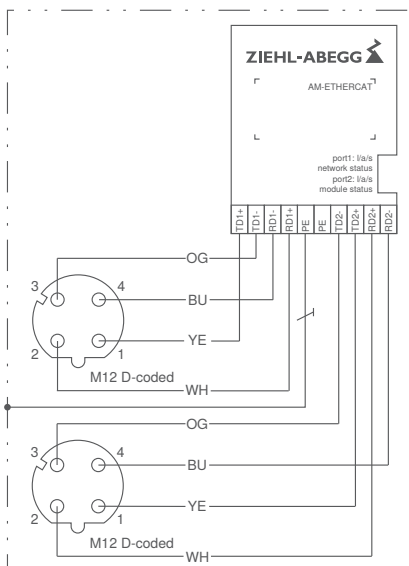 ZIEHL-ABEGG
AM-ETHERCAT
port1: l/a/s
network status
port2: l/a/s
module status
TD1+ TD1- RD1- RD1+ PE PE TD2- TD2+ RD2+ RD2-
OG
3 4
BU
YE
2 1
M12 D-coded
WH
OG
3 4
BU
YE
2 1
M12 D-coded
WH